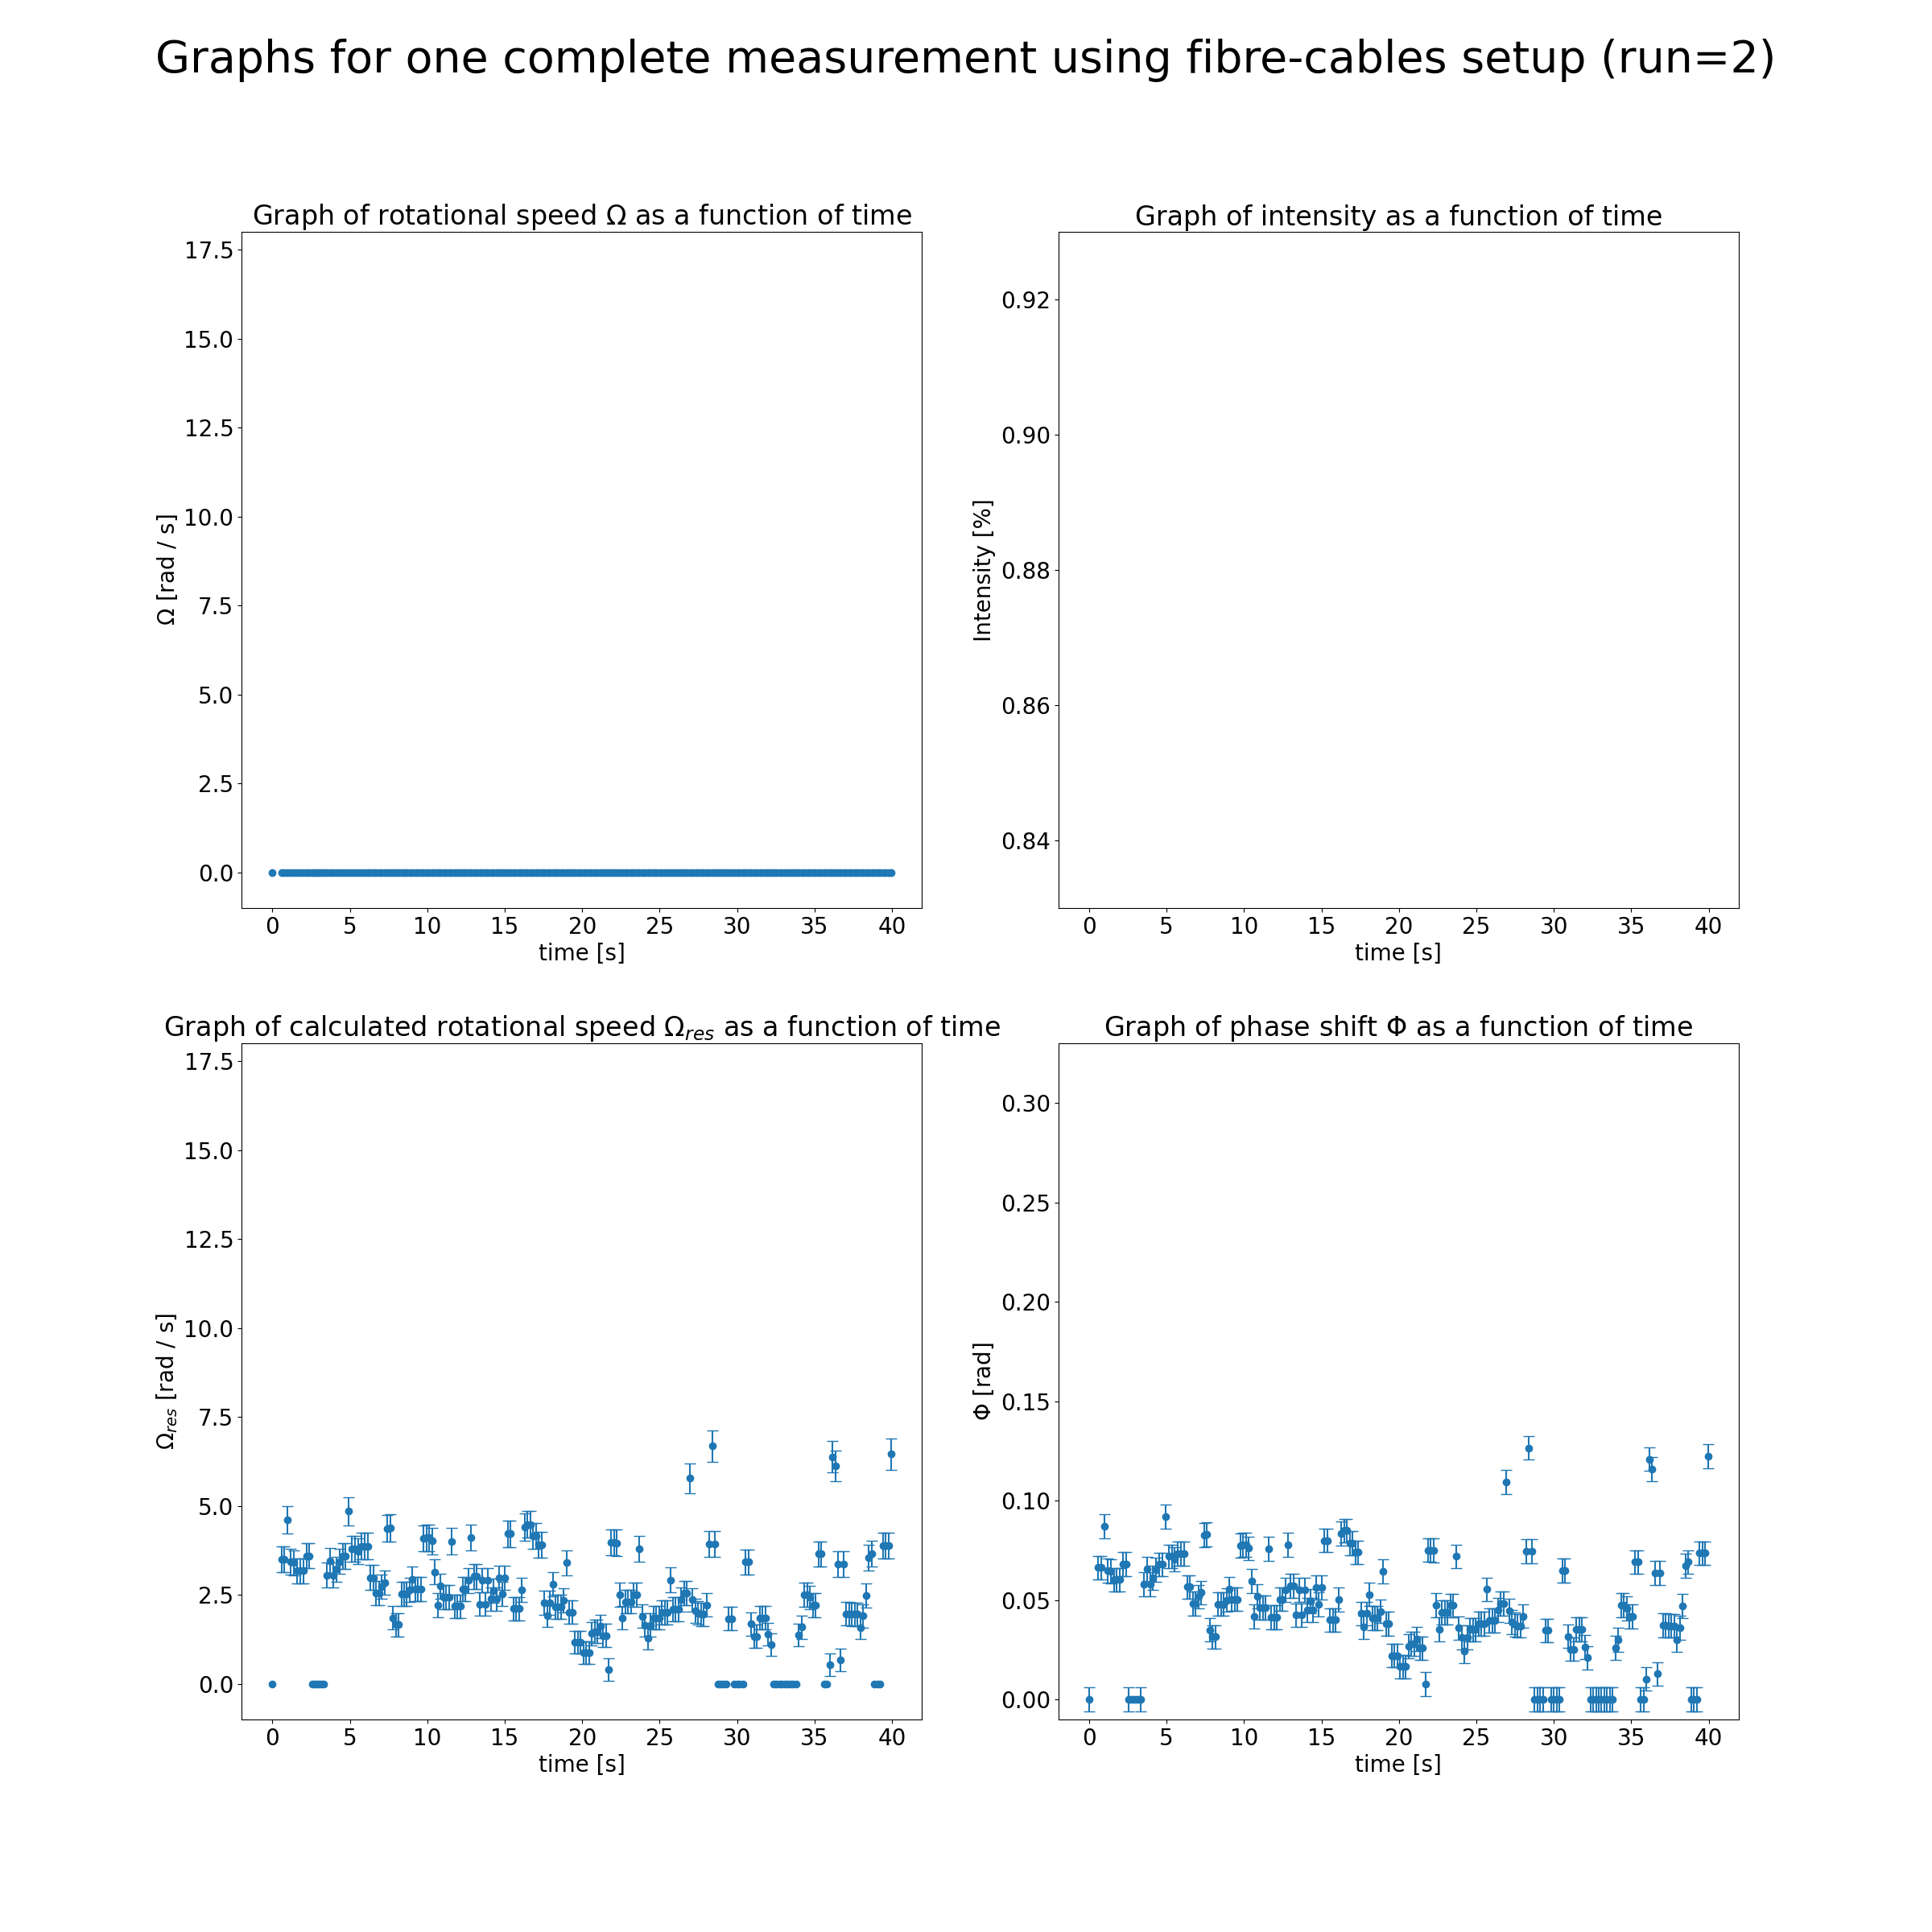 Graphs for one complete measurement using fibre-cables setup (run=2)
Graph of rotational speed Ω as a function of time
17.5
15.0
12.5
10.0
7.5
5.0
2.5
0.0
Ω [rad / s]
0 5 10 15 20 25 30 35 40
time [s]
Graph of intensity as a function of time
0.92
0.90
0.88
0.86
0.84
Intensity [%]
0 5 10 15 20 25 30 35 40
time [s]
Graph of calculated rotational speed Ωres as a function of time
17.5
15.0
12.5
10.0
7.5
5.0
2.5
0.0
Ωres [rad / s]
0 5 10 15 20 25 30 35 40
time [s]
Graph of phase shift Φ as a function of time
0.30
0.25
0.20
0.15
0.10
0.05
0.00
Φ [rad]
0 5 10 15 20 25 30 35 40
time [s]